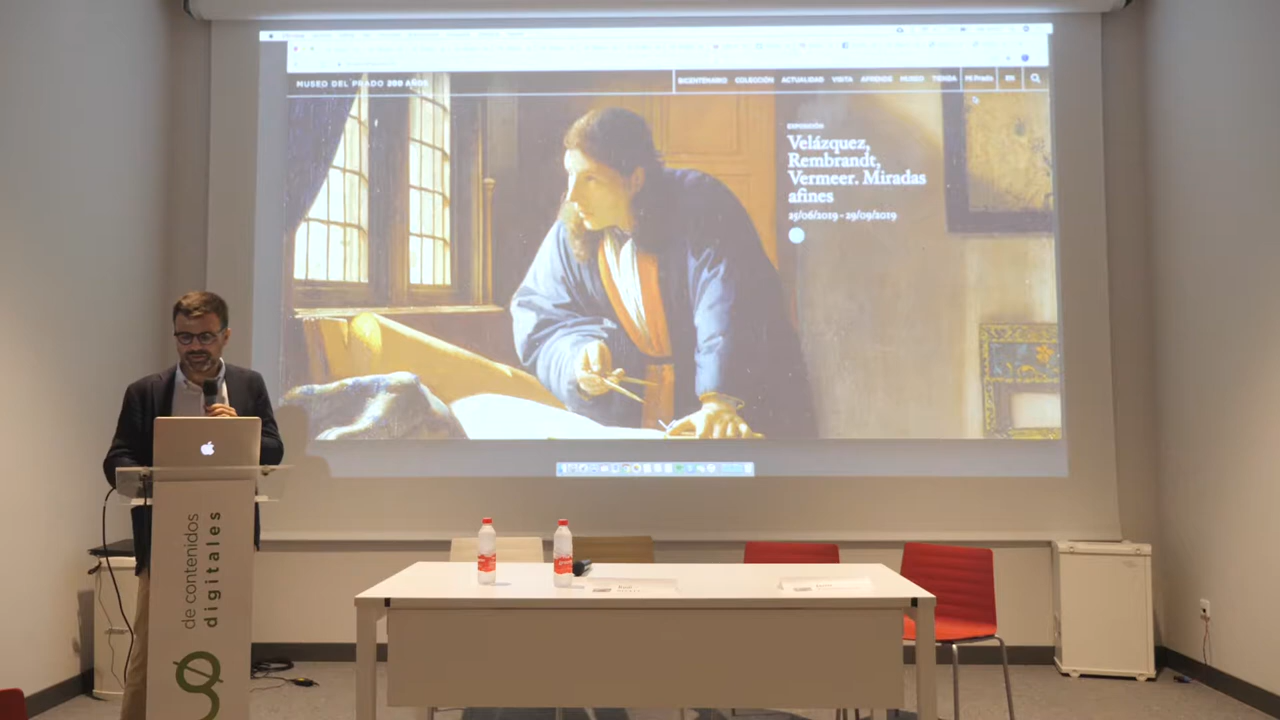 MUSEO DEL PRADO 200 AÑOS
BICENTENARIO COLECCIÓN ACTUALIDAD VISITA APRENDE MUSEO TIENDA Mi Prado EN
EXPOSICIÓN
Velázquez,
Rembrandt,
Vermeer. Miradas
afines
25/06/2019 - 29/09/2019
de contenidos
digitales